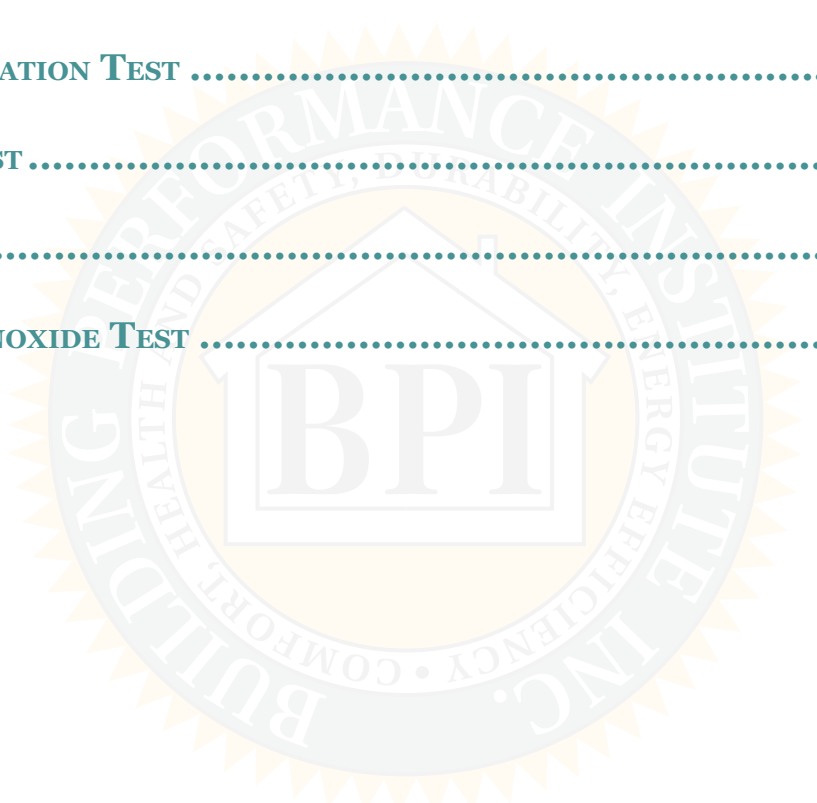 ATION TEST ........................................................
ST ........................................................................
........................................................................
NOXIDE TEST ........................................................
BUILDING PERFORMANCE INSTITUTE INC.
COMFORT, HEALTH AND SAFETY, DURABILITY, ENERGY EFFICIENCY •
BPI